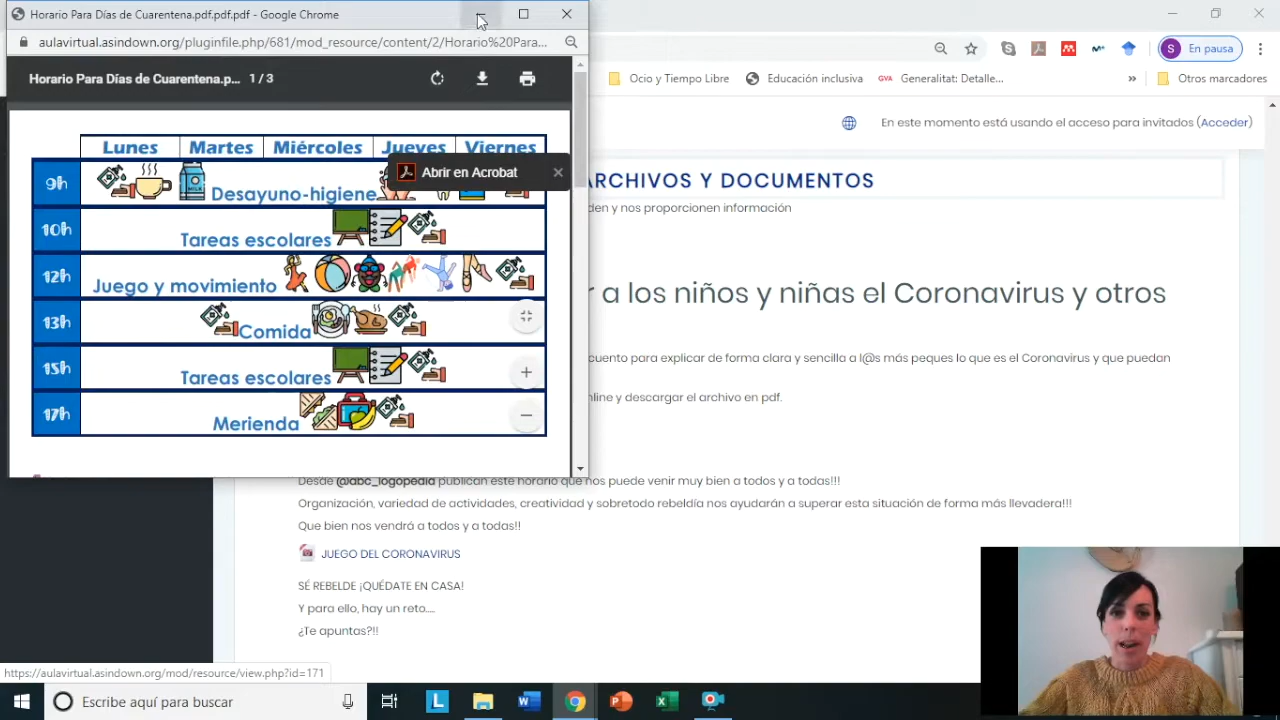 Horario Para Días de Cuarentena.pdf.pdf.pdf - Google Chrome
aulavirtual.asindown.org/pluginfile.php/681/mod_resource/content/2/Horario%20Para...
Horario Para Días de Cuarentena.p... 1 / 3
Lunes Martes Miércoles Jueves Viernes
Abrir en Acrobat
9h Desayuno-higiene
10h Tareas escolares
12h Juego y movimiento
13h Comida
15h Tareas escolares
17h Merienda
S En pausa
Ocio y Tiempo Libre Educación inclusiva GVA Generalitat: Detalle... » Otros marcadores
En este momento está usando el acceso para invitados (Acceder)
ARCHIVOS Y DOCUMENTOS
den y nos proporcionen información
r a los niños y niñas el Coronavirus y otros
cuento para explicar de forma clara y sencilla a l@s más peques lo que es el Coronavirus y que puedan
nline y descargar el archivo en pdf.
Desde @abc_logopedia publican este horario que nos puede venir muy bien a todos y a todas!!!
Organización, variedad de actividades, creatividad y sobretodo rebeldía nos ayudarán a superar esta situación de forma más llevadera!!!
Que bien nos vendrá a todos y a todas!!
JUEGO DEL CORONAVIRUS
SÉ REBELDE ¡QUÉDATE EN CASA!
Y para ello, hay un reto.....
¿Te apuntas?!!
https://aulavirtual.asindown.org/mod/resource/view.php?id=171
Escribe aquí para buscar